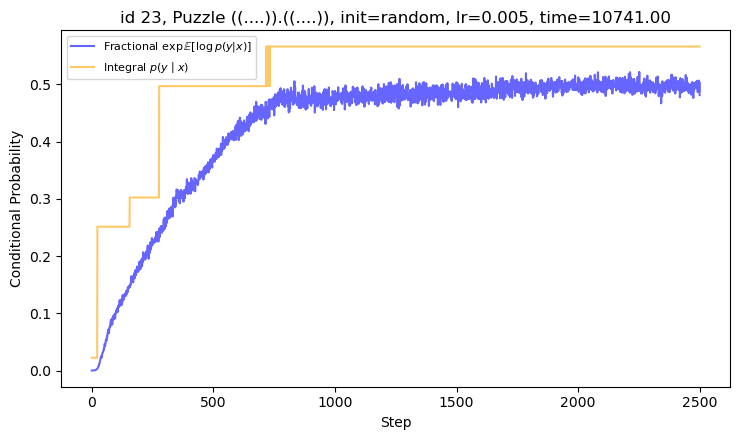 id 23, Puzzle ((....)).((....)), init=random, lr=0.005, time=10741.00
Fractional exp𝔼[log p(y|x)]
Integral p(y | x)
Conditional Probability
0.5
0.4
0.3
0.2
0.1
0.0
0 500 1000 1500 2000 2500
Step